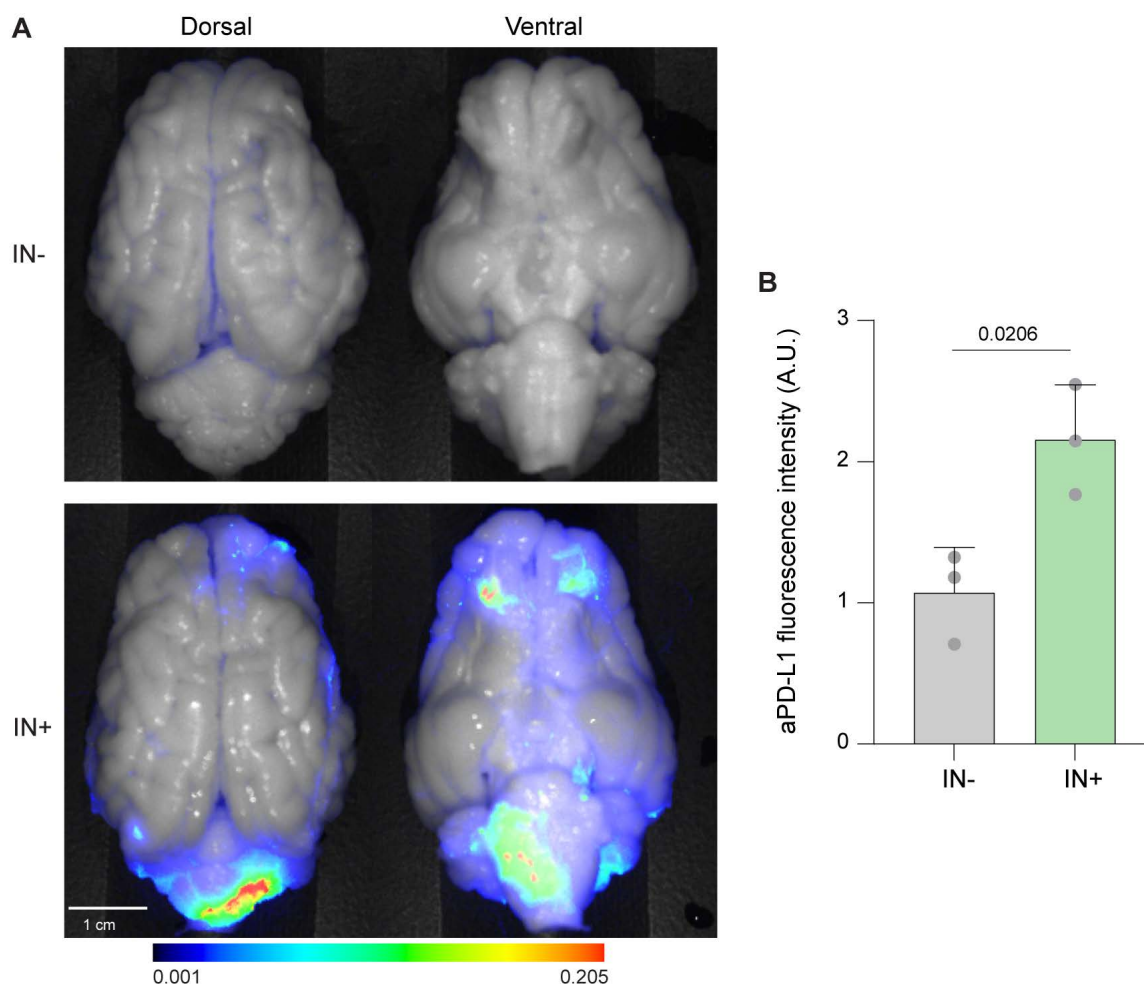 A
Dorsal
Ventral
IN-
IN+
1 cm
0.001
0.205
B
aPD-L1 fluorescence intensity (A.U.)
3
2
1
0
0.0206
IN-
IN+